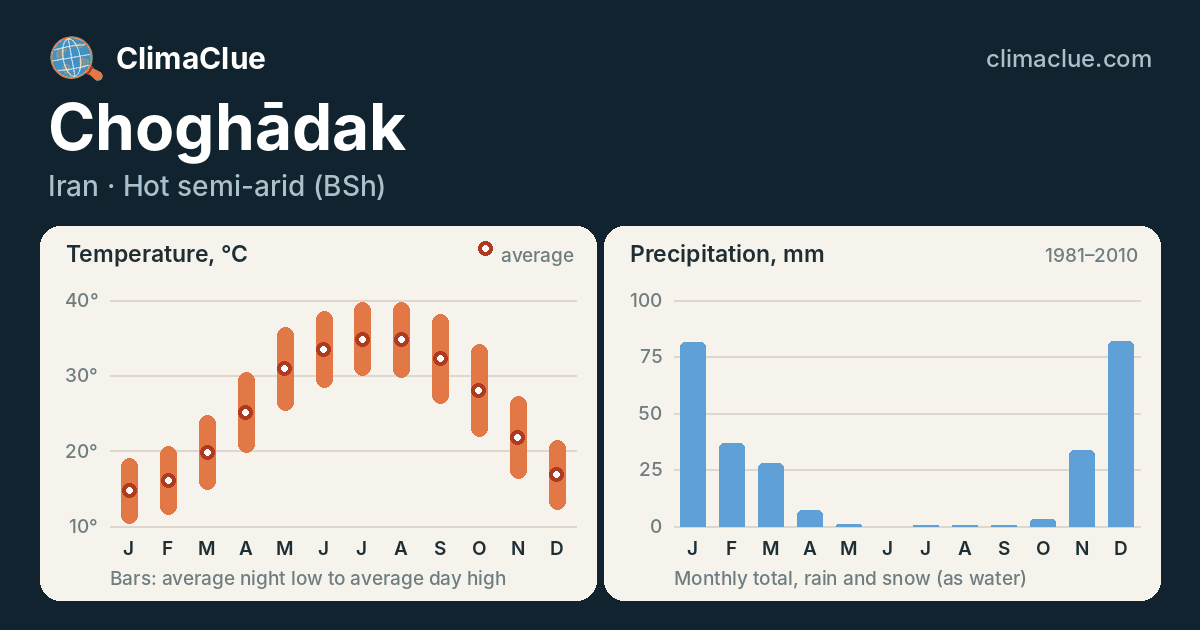 ClimaClue
climaclue.com
Choghādak
Iran · Hot semi-arid (BSh)
Temperature, °C
average
40°
30°
20°
10°
J F M A M J J A S O N D
Bars: average night low to average day high
Precipitation, mm
1981–2010
100
75
50
25
0
J F M A M J J A S O N D
Monthly total, rain and snow (as water)